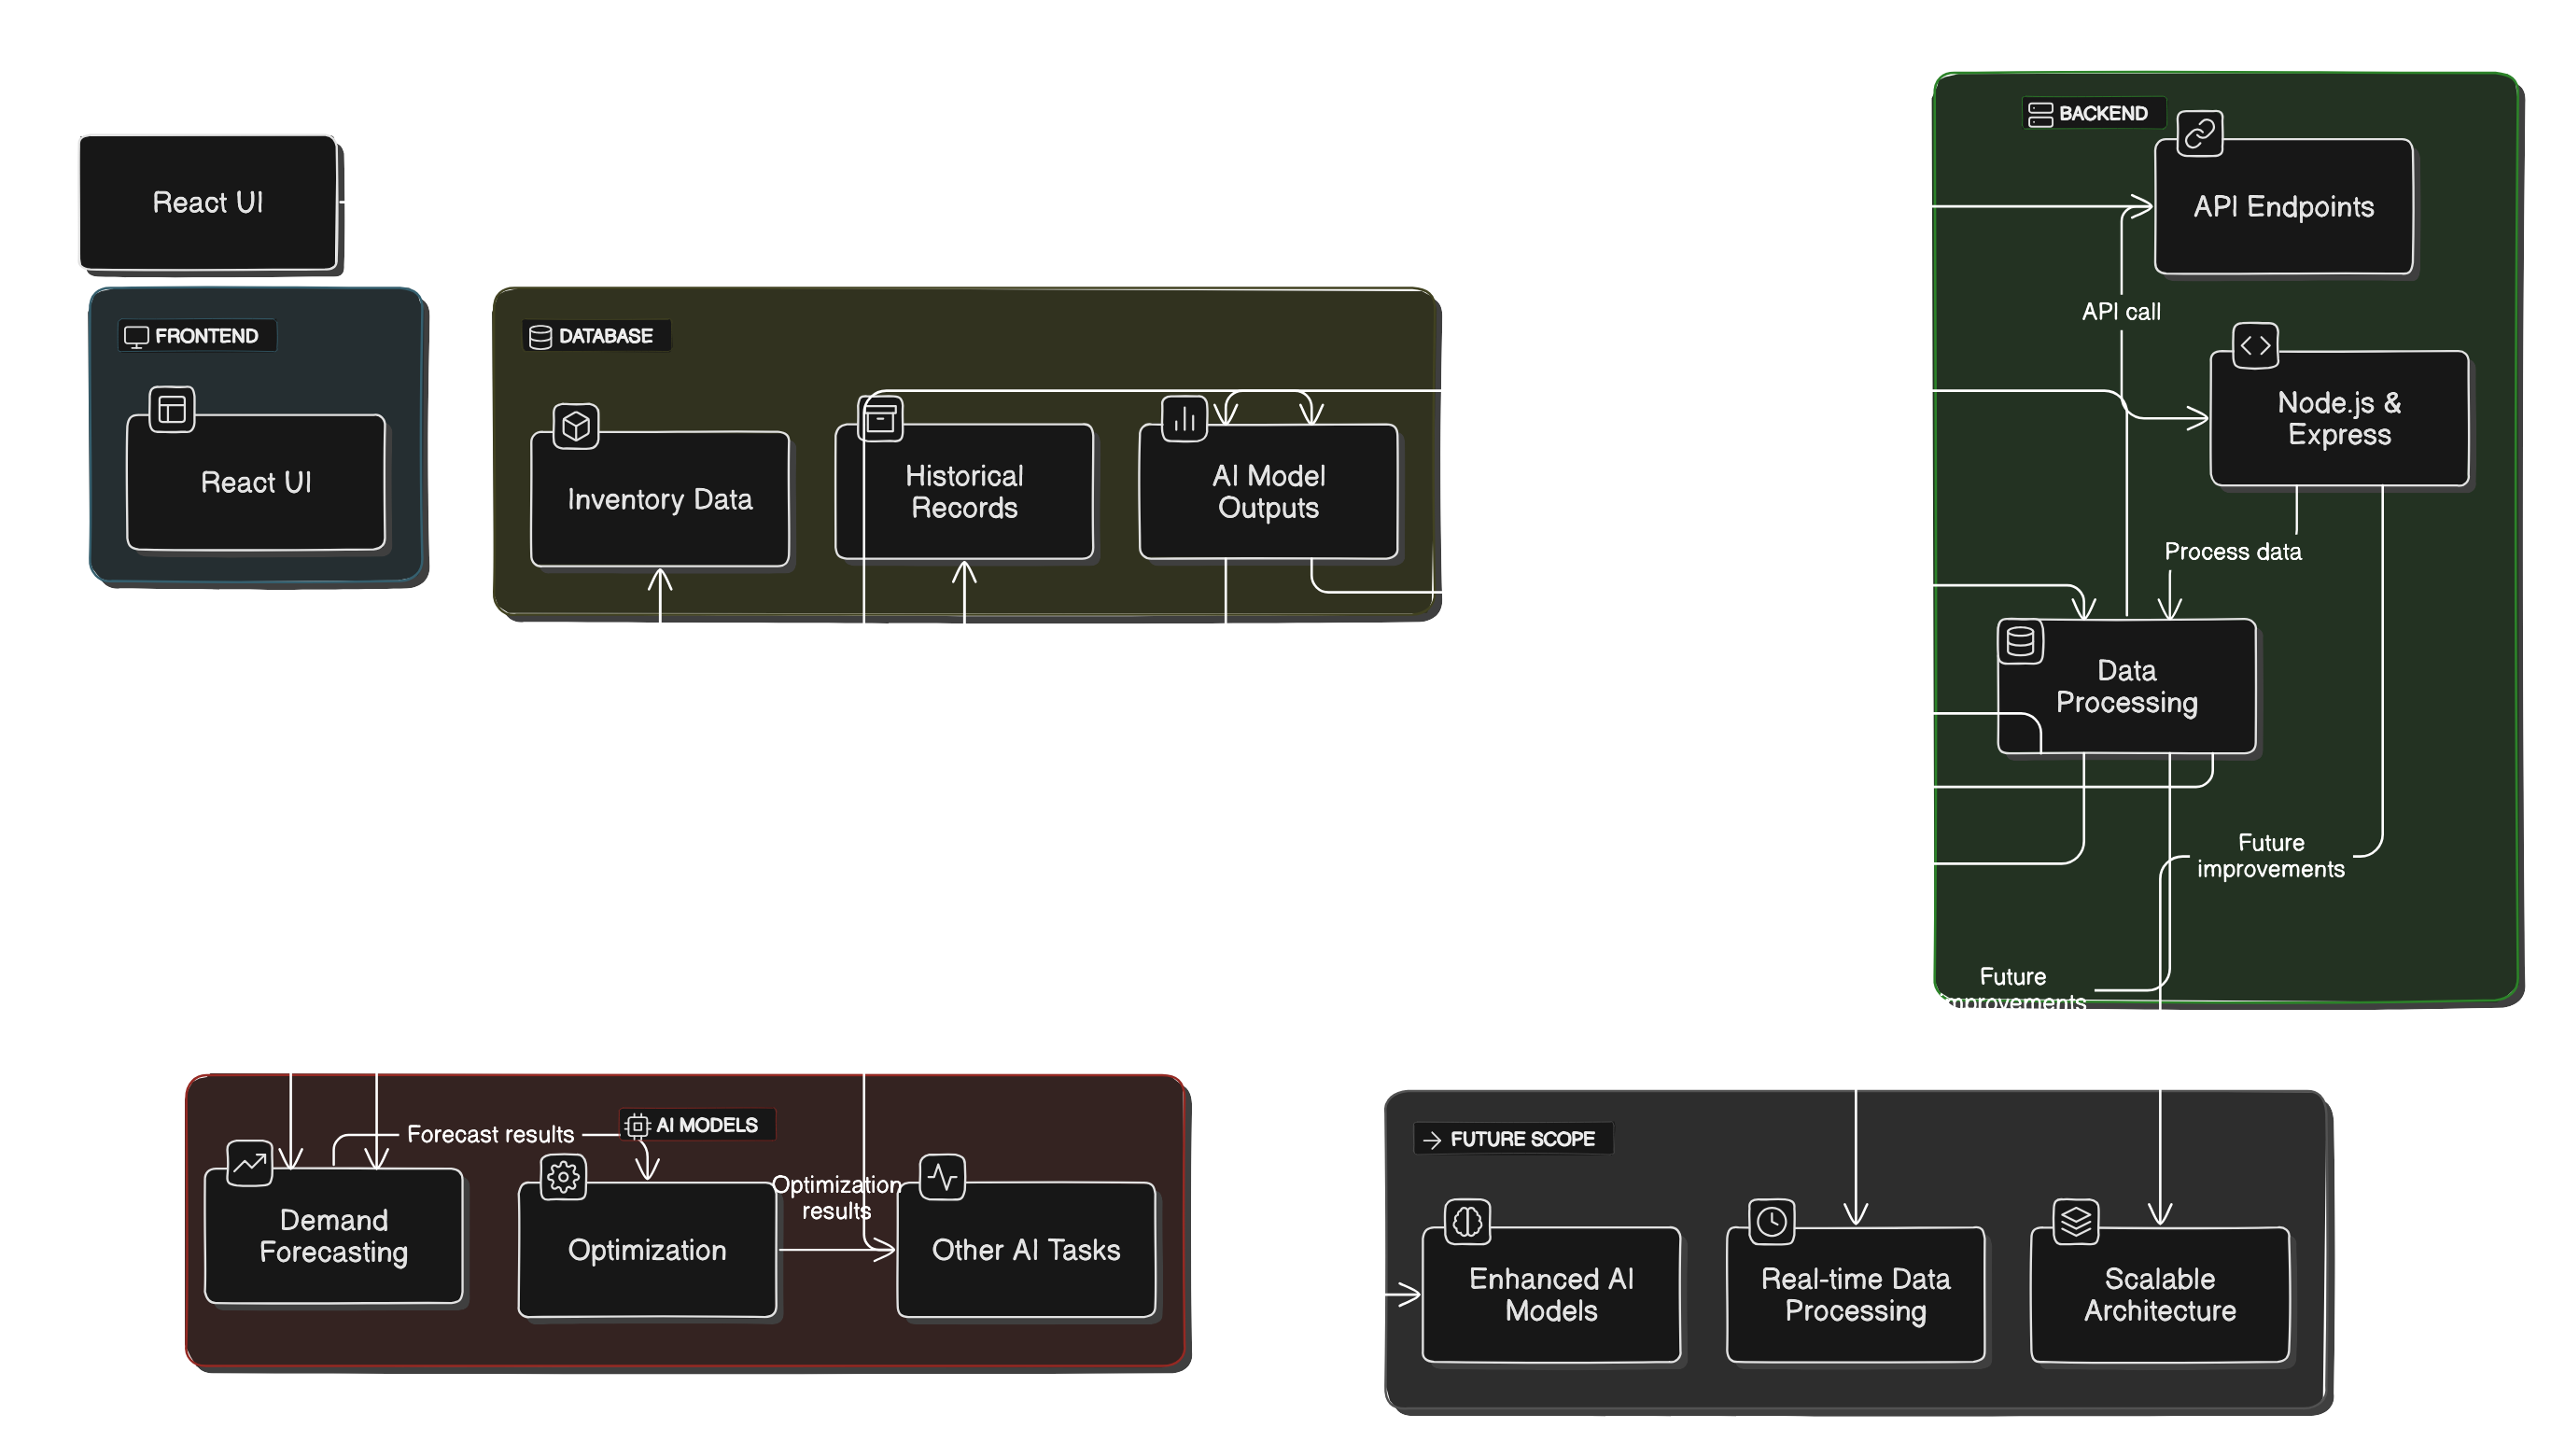 React UI
FRONTEND
React UI
DATABASE
Inventory Data
Historical
Records
AI Model
Outputs
BACKEND
API Endpoints
API call
Node.js &
Express
Process data
Data
Processing
Future
improvements
Future
improvements
AI MODELS
Forecast results
Demand
Forecasting
Optimization
Optimization
results
Other AI Tasks
FUTURE SCOPE
Enhanced AI
Models
Real-time Data
Processing
Scalable
Architecture